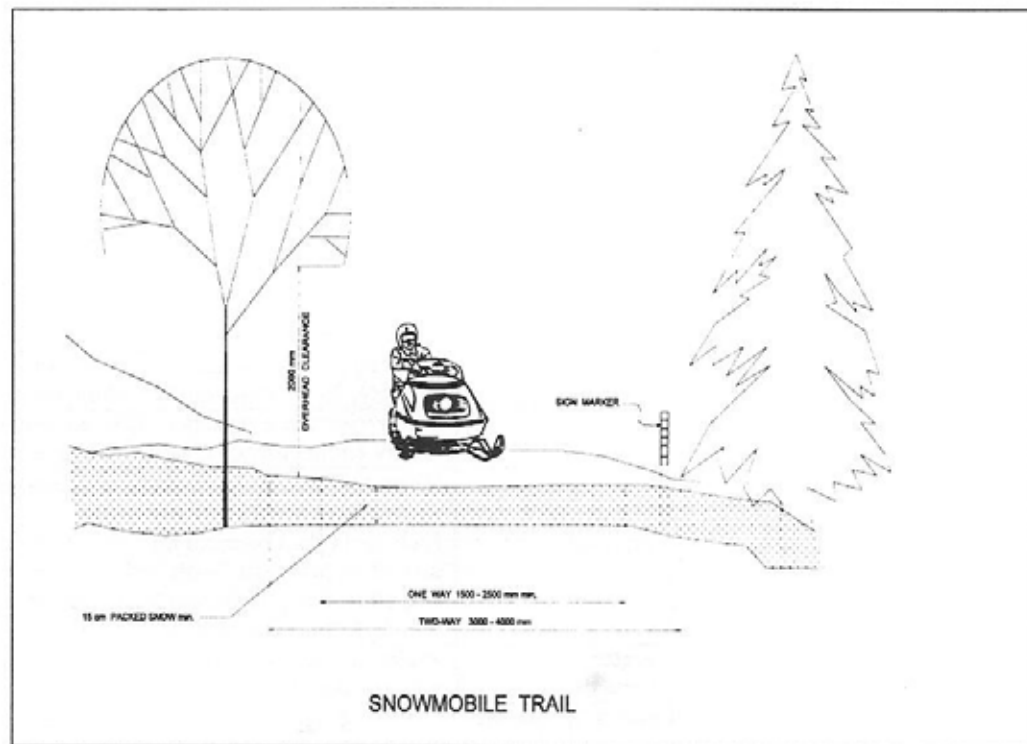 2000 mm
OVERHEAD CLEARANCE
SIGN MARKER
ONE WAY 1500 - 2500 mm min.
15 cm PACKED SNOW min.
TWO-WAY 3000 - 4000 mm
SNOWMOBILE TRAIL